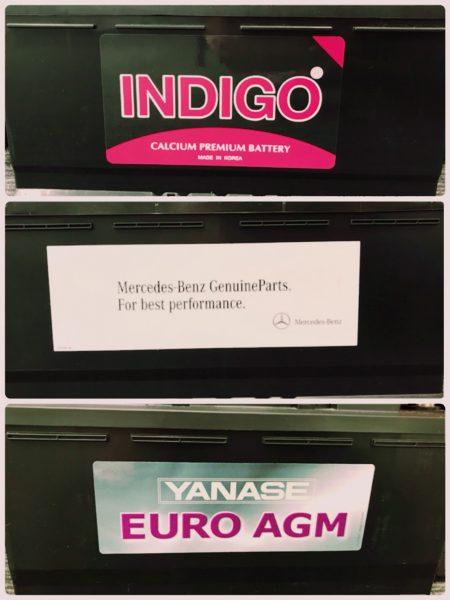 INDIGO
CALCIUM PREMIUM BATTERY
MADE IN KOREA
Mercedes-Benz GenuineParts.
For best performance.
Mercedes-Benz
YANASE
EURO AGM